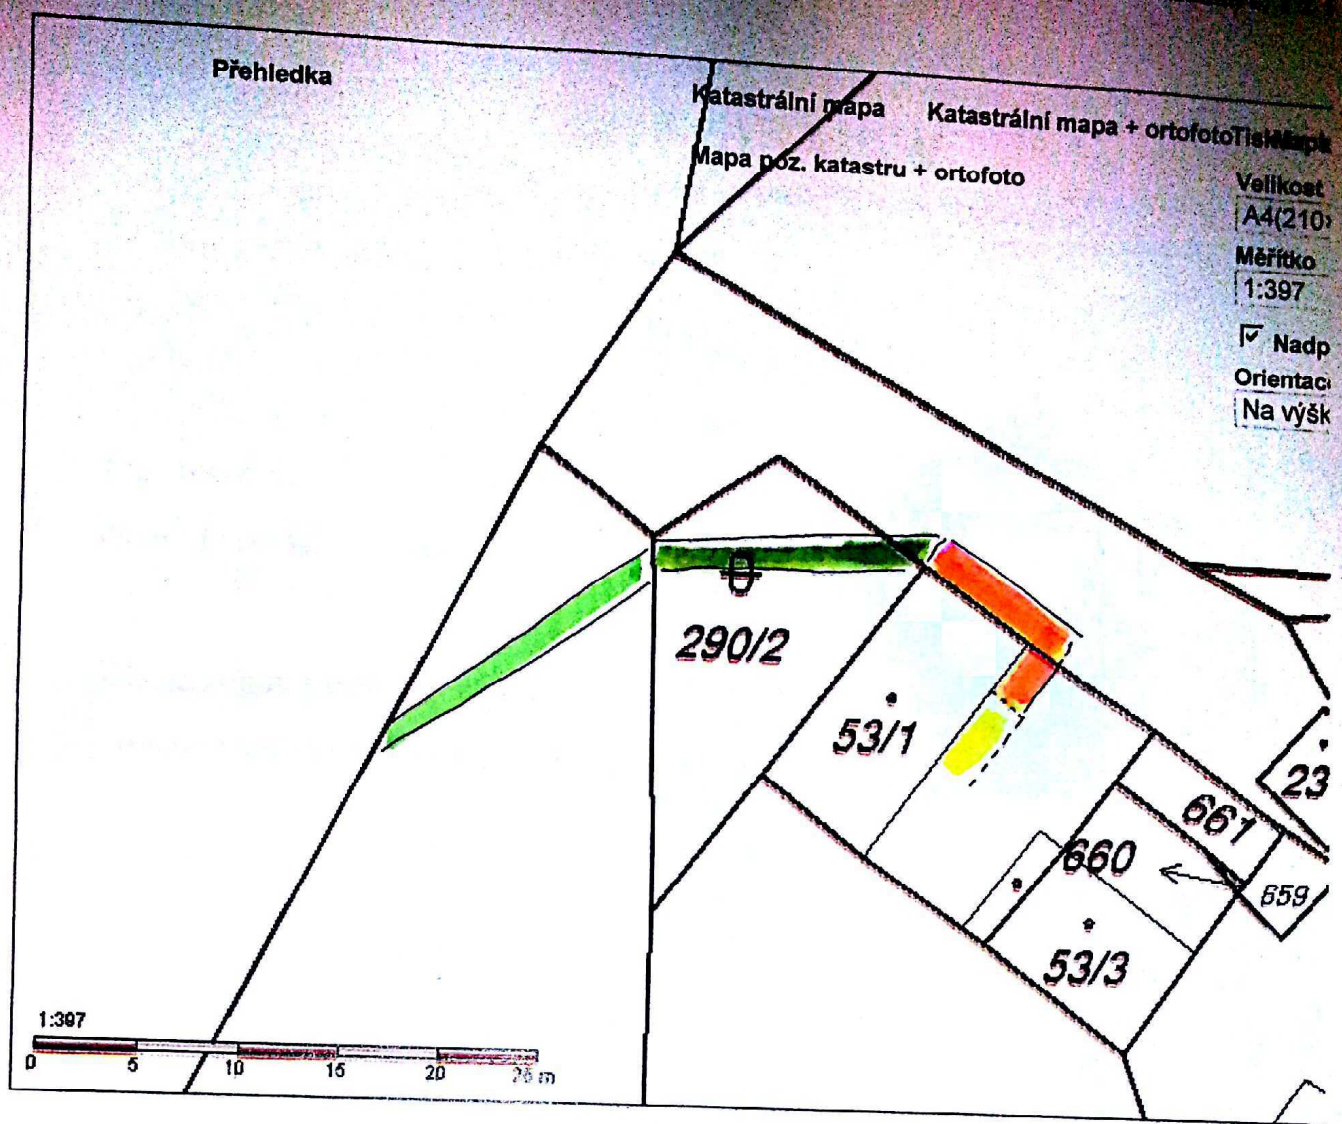 Přehledka
Katastrální mapa
Katastrální mapa + ortofoto
Mapa poz. katastru + ortofoto
Velikost
A4(210
Měřítko
1:397
Nadp
Orientac
Na výšk
290/2
53/1
23
661
660
659
53/3
1:397
0 5 10 15 20 25 m